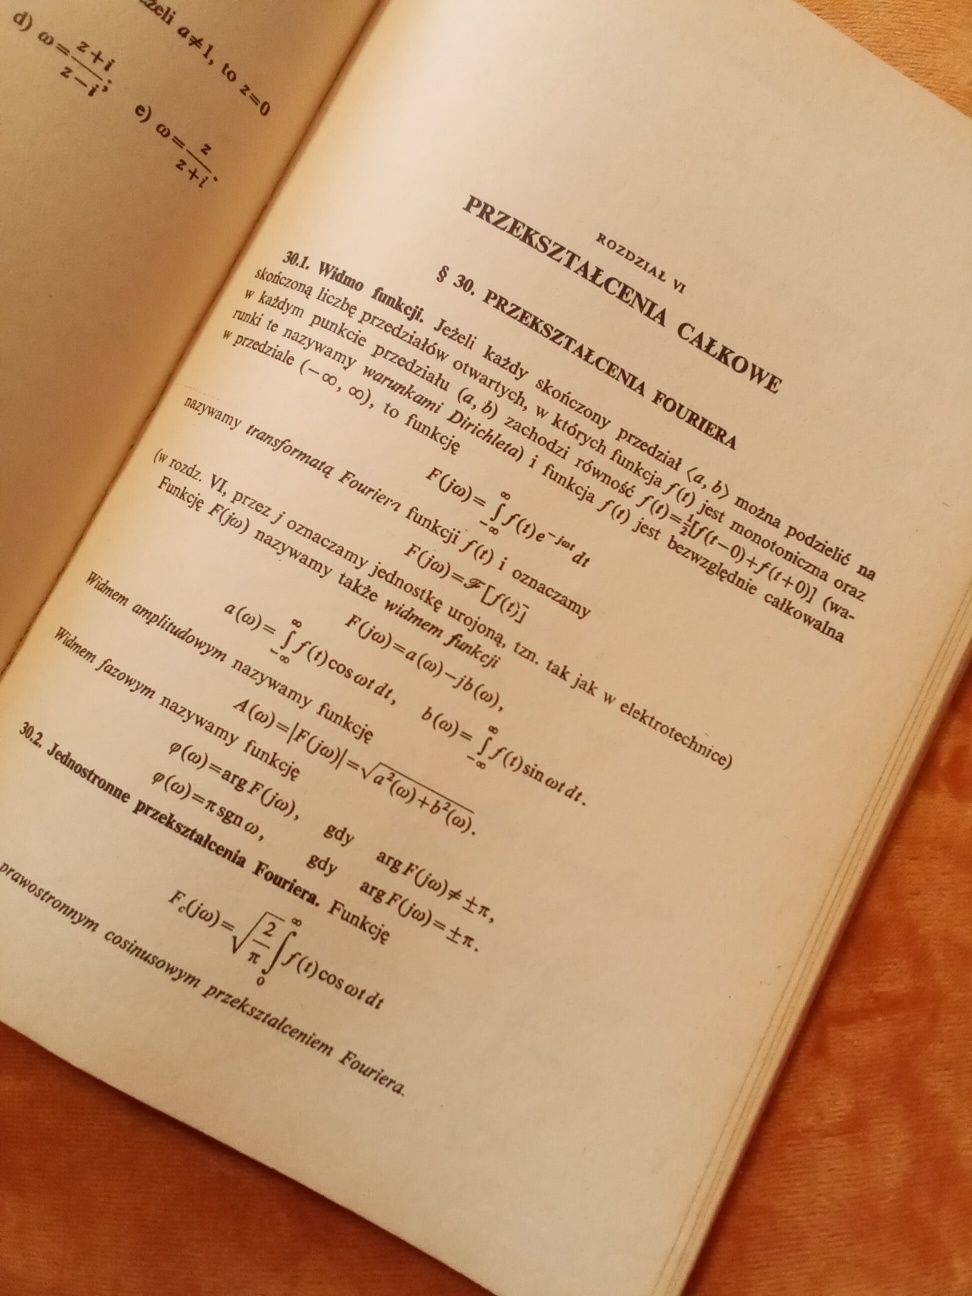 a≠1, to z=0
d) ω=(z+i)/(z−i); e) ω=z/(z+i).
ROZDZIAŁ VI
PRZEKSZTAŁCENIA CAŁKOWE
§ 30. PRZEKSZTAŁCENIA FOURIERA
30.1. Widmo funkcji. Jeżeli każdy skończony przedział ⟨a, b⟩ można podzielić na
skończoną liczbę przedziałów otwartych, w których funkcja f(t) jest monotoniczna oraz
w każdym punkcie przedziału (a, b) zachodzi równość f(t)=½[f(t−0)+f(t+0)] (wa-
runki te nazywamy warunkami Dirichleta) i funkcja f(t) jest bezwzględnie całkowalna
w przedziale (−∞, ∞), to funkcję
F(jω)=∫_{−∞}^{∞} f(t)e^{−jωt} dt
nazywamy transformatą Fouriera funkcji f(t) i oznaczamy
F(jω)=ℱ[f(t)]
(w rozdz. VI, przez j oznaczamy jednostkę urojoną, tzn. tak jak w elektrotechnice)
Funkcję F(jω) nazywamy także widmem funkcji
F(jω)=a(ω)−jb(ω),
a(ω)=∫_{−∞}^{∞} f(t)cos ωt dt, b(ω)=∫_{−∞}^{∞} f(t)sin ωt dt.
Widmem amplitudowym nazywamy funkcję
A(ω)=|F(jω)|=√(a²(ω)+b²(ω)).
Widmem fazowym nazywamy funkcję
φ(ω)=arg F(jω), gdy arg F(jω)≠±π,
φ(ω)=π sgn ω, gdy arg F(jω)=±π.
30.2. Jednostronne przekształcenia Fouriera. Funkcję
F_c(jω)=√(2/π) ∫_{0}^{∞} f(t)cos ωt dt
prawostronnym cosinusowym przekształceniem Fouriera.